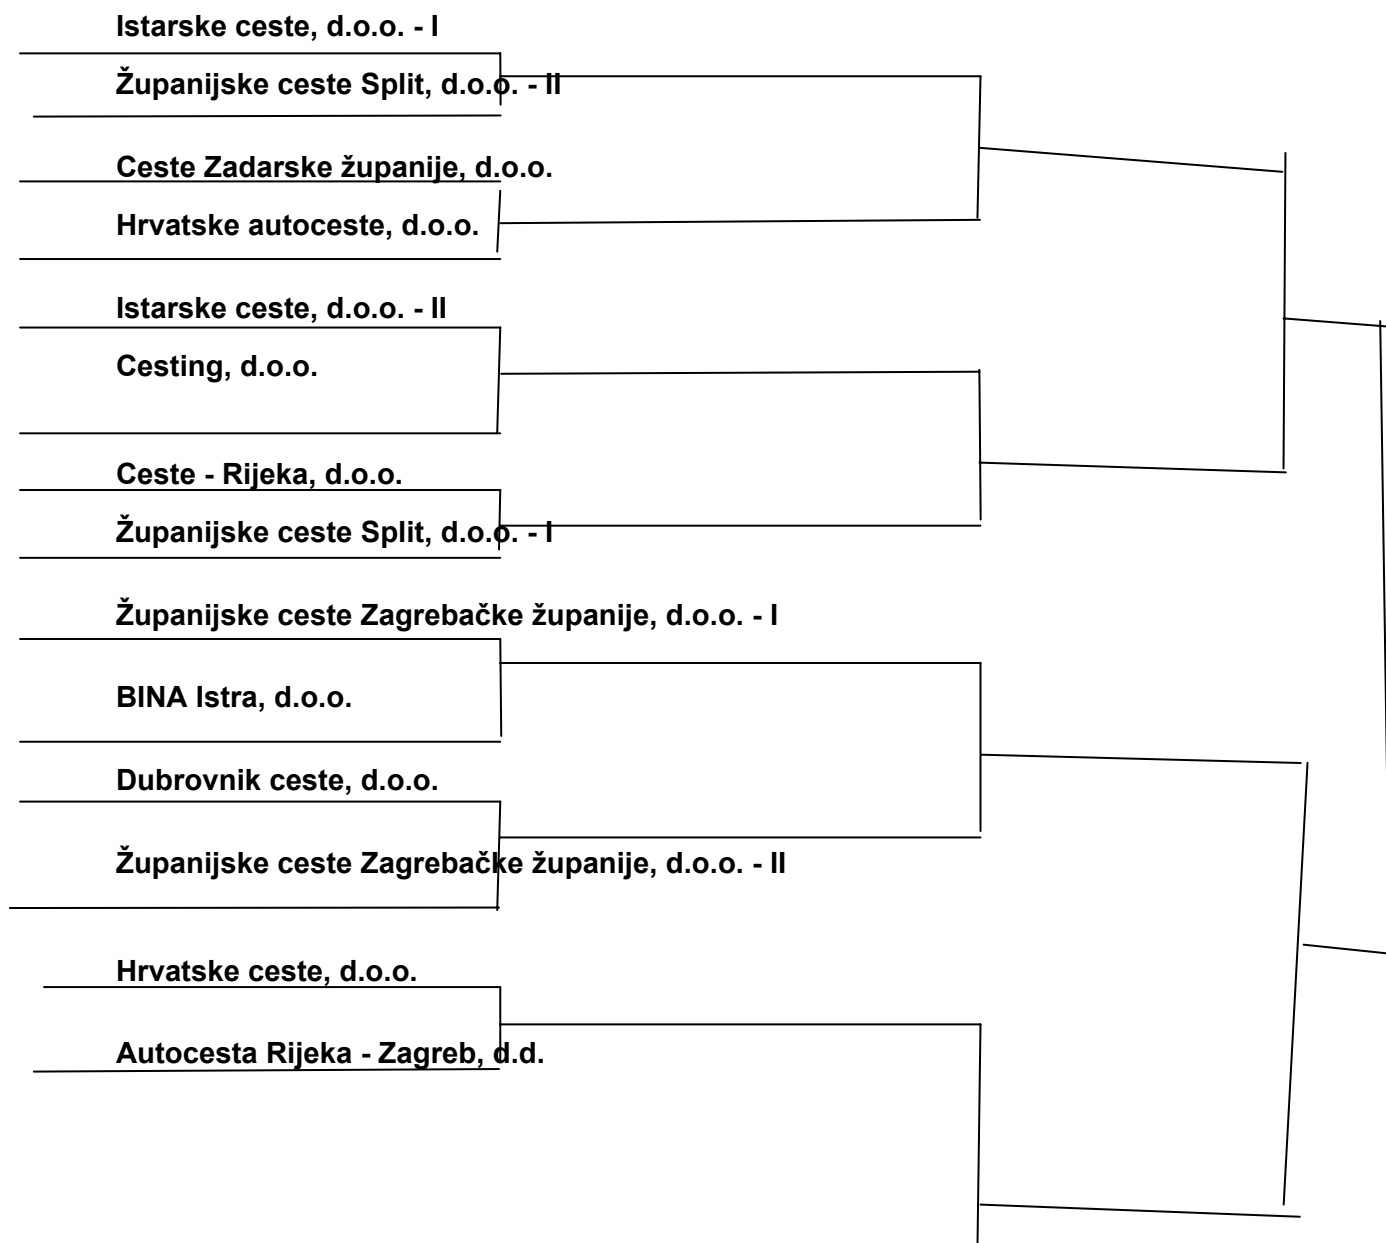 Istarske ceste, d.o.o. - I
Županijske ceste Split, d.o.o. - II
Ceste Zadarske županije, d.o.o.
Hrvatske autoceste, d.o.o.
Istarske ceste, d.o.o. - II
Cesting, d.o.o.
Ceste - Rijeka, d.o.o.
Županijske ceste Split, d.o.o. - I
Županijske ceste Zagrebačke županije, d.o.o. - I
BINA Istra, d.o.o.
Dubrovnik ceste, d.o.o.
Županijske ceste Zagrebačke županije, d.o.o. - II
Hrvatske ceste, d.o.o.
Autocesta Rijeka - Zagreb, d.d.